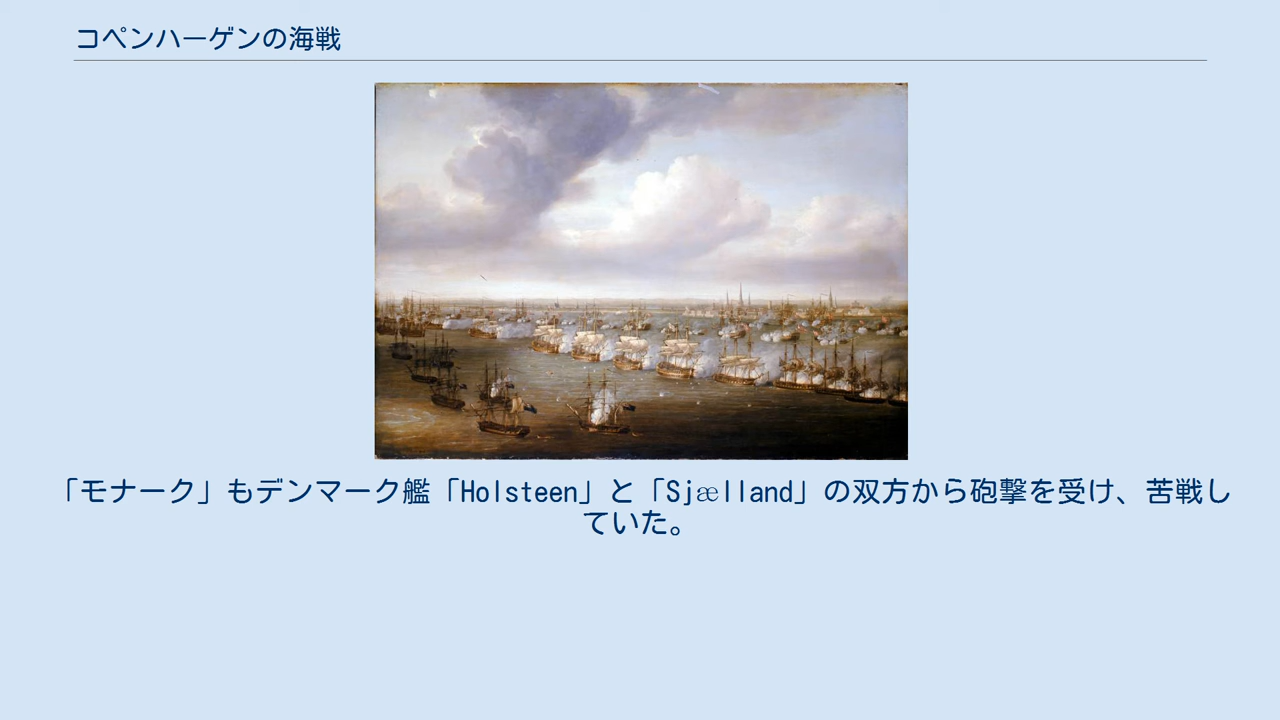 コペンハーゲンの海戦
「モナーク」もデンマーク艦「Holsteen」と「Sjælland」の双方から砲撃を受け、苦戦し
ていた。